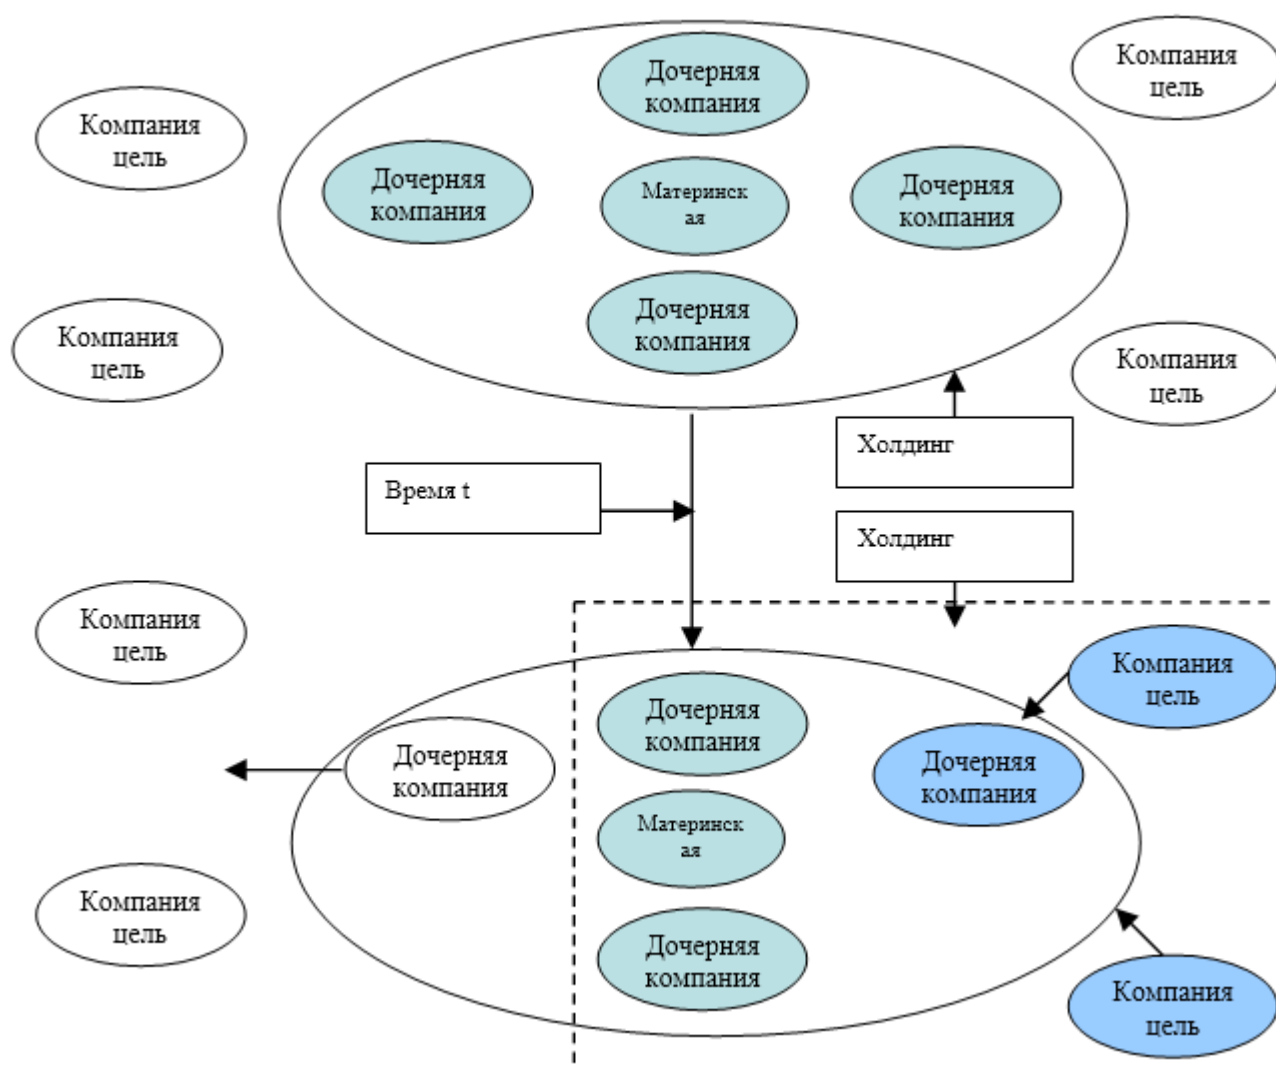 Дочерняя
компания
Компания
цель
Компания
цель
Дочерняя
компания
Материнск
ая
Дочерняя
компания
Дочерняя
компания
Компания
цель
Компания
цель
Холдинг
Время t
Холдинг
Компания
цель
Компания
цель
Дочерняя
компания
Дочерняя
компания
Дочерняя
компания
Материнск
ая
Компания
цель
Дочерняя
компания
Компания
цель